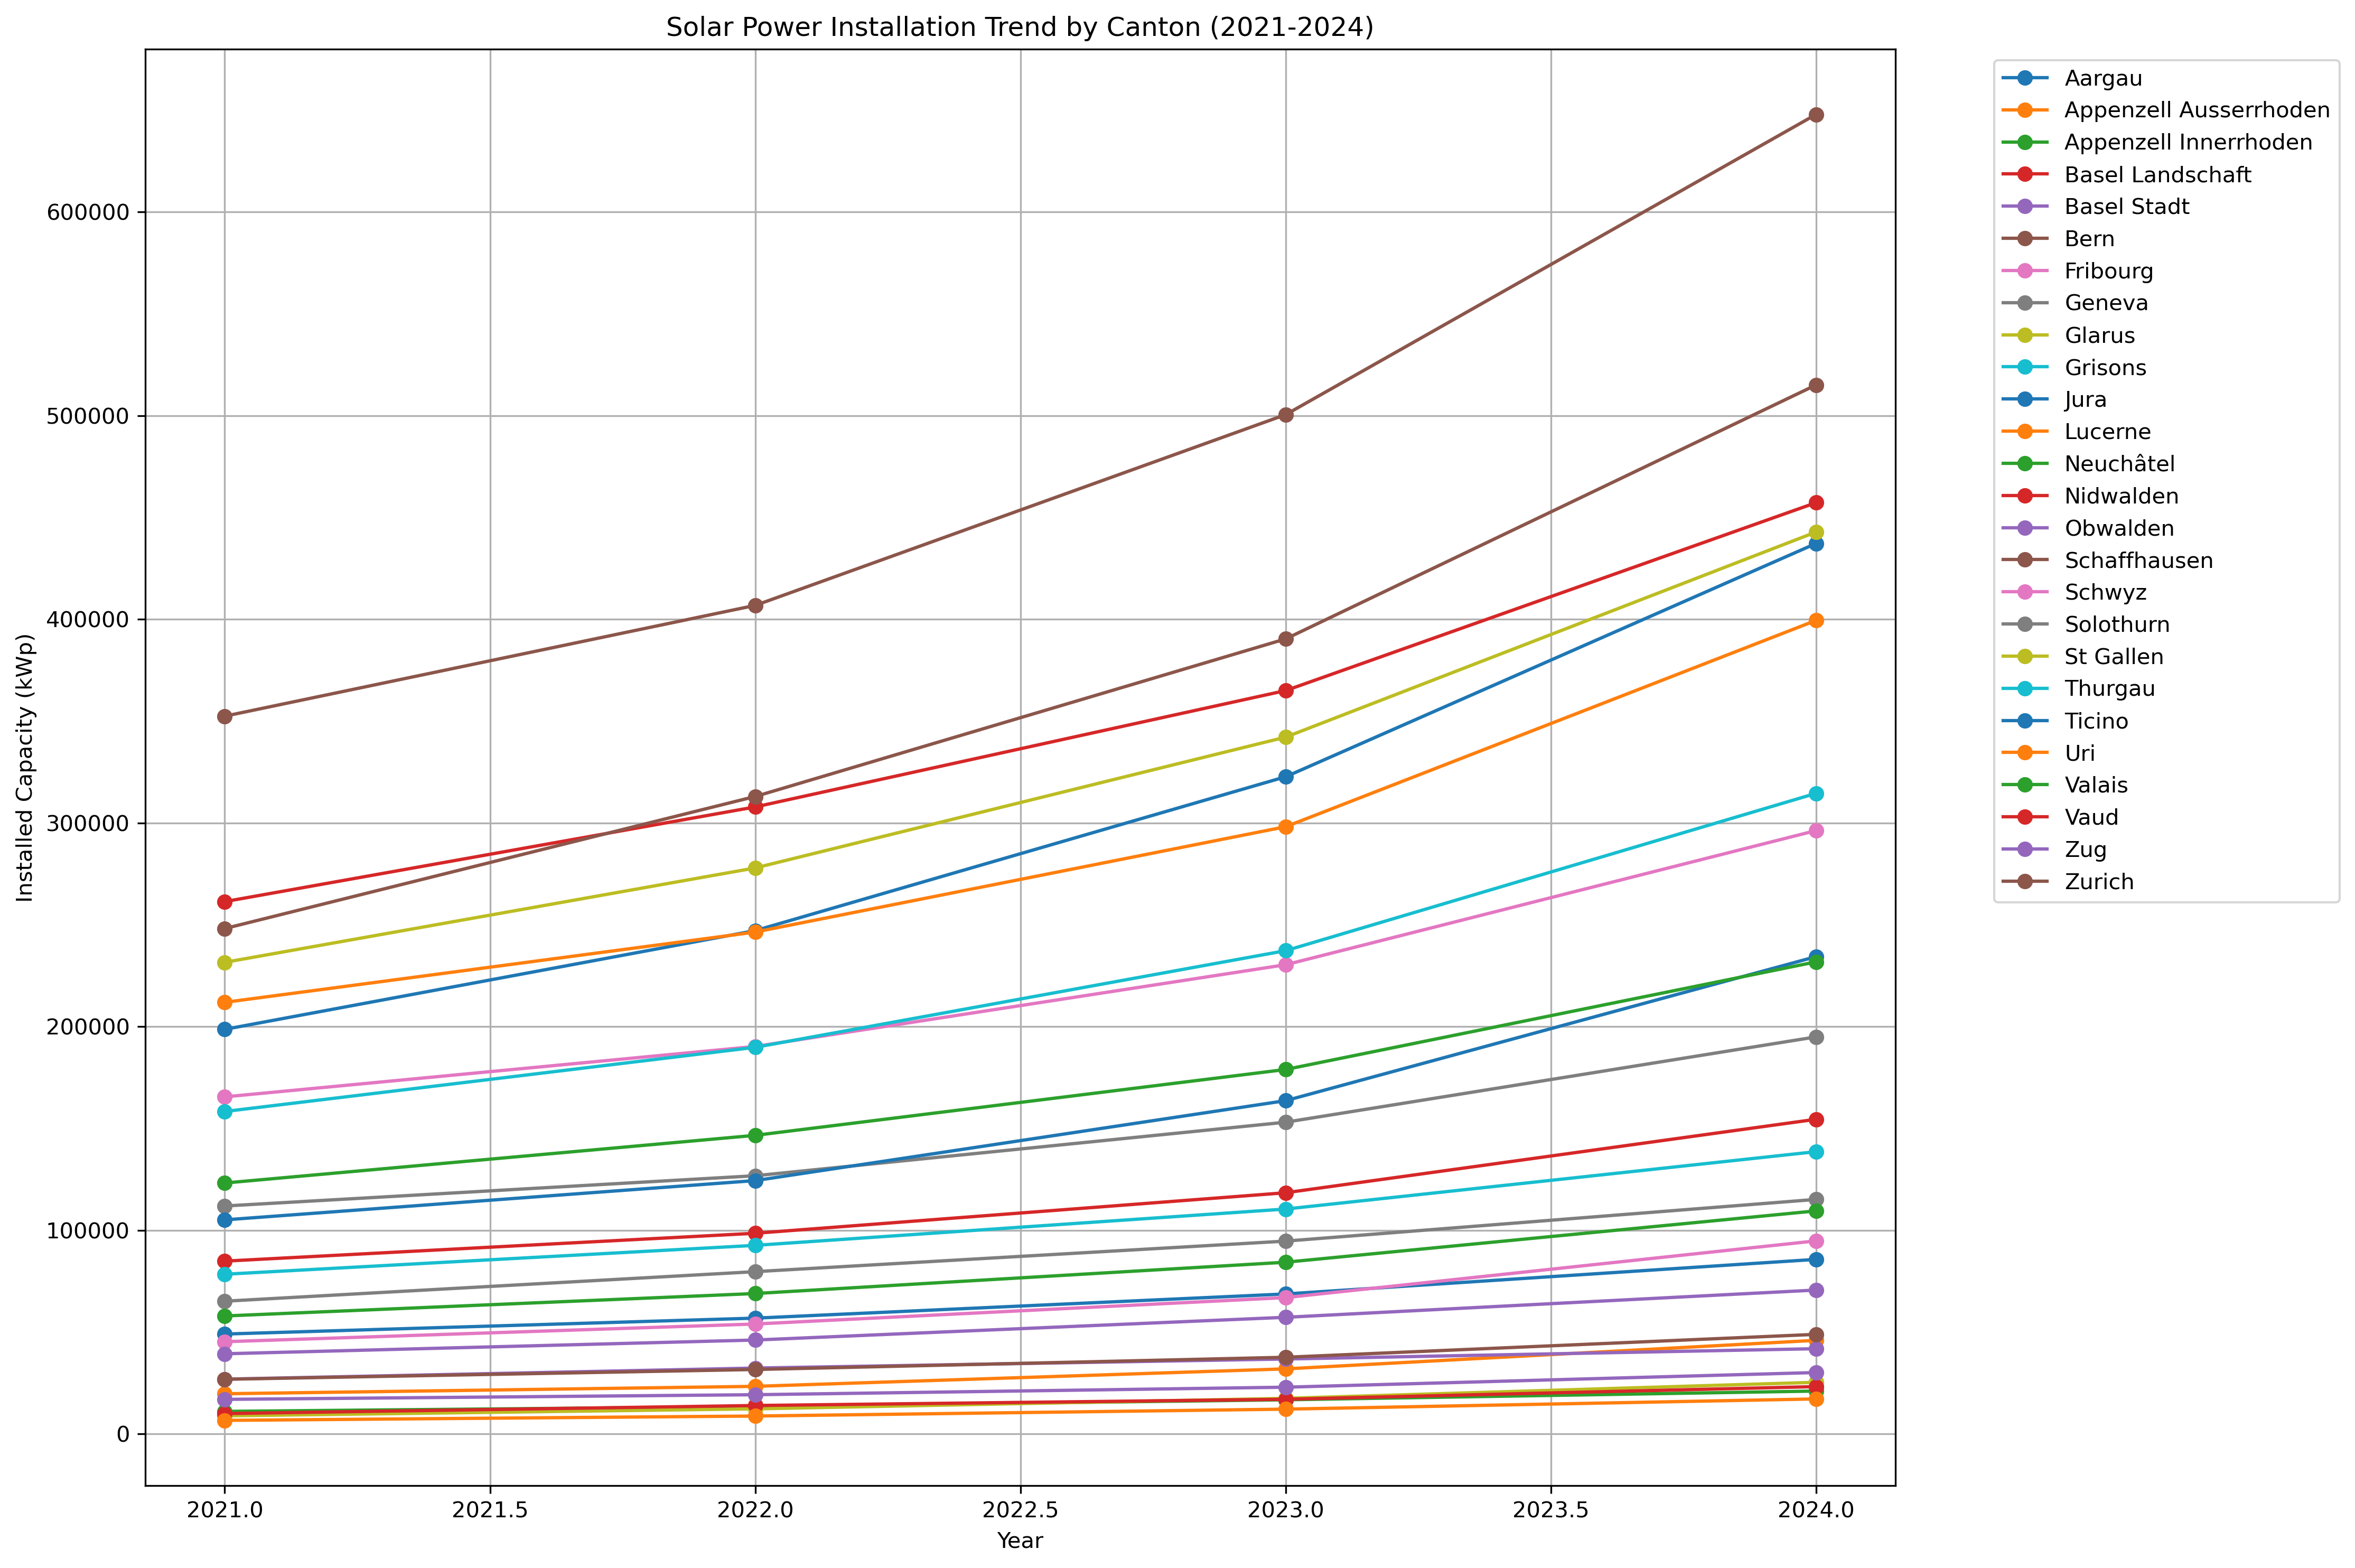 Solar Power Installation Trend by Canton (2021-2024)
Installed Capacity (kWp)
600000
500000
400000
300000
200000
100000
0
2021.0 2021.5 2022.0 2022.5 2023.0 2023.5 2024.0
Year
Aargau
Appenzell Ausserrhoden
Appenzell Innerrhoden
Basel Landschaft
Basel Stadt
Bern
Fribourg
Geneva
Glarus
Grisons
Jura
Lucerne
Neuchâtel
Nidwalden
Obwalden
Schaffhausen
Schwyz
Solothurn
St Gallen
Thurgau
Ticino
Uri
Valais
Vaud
Zug
Zurich